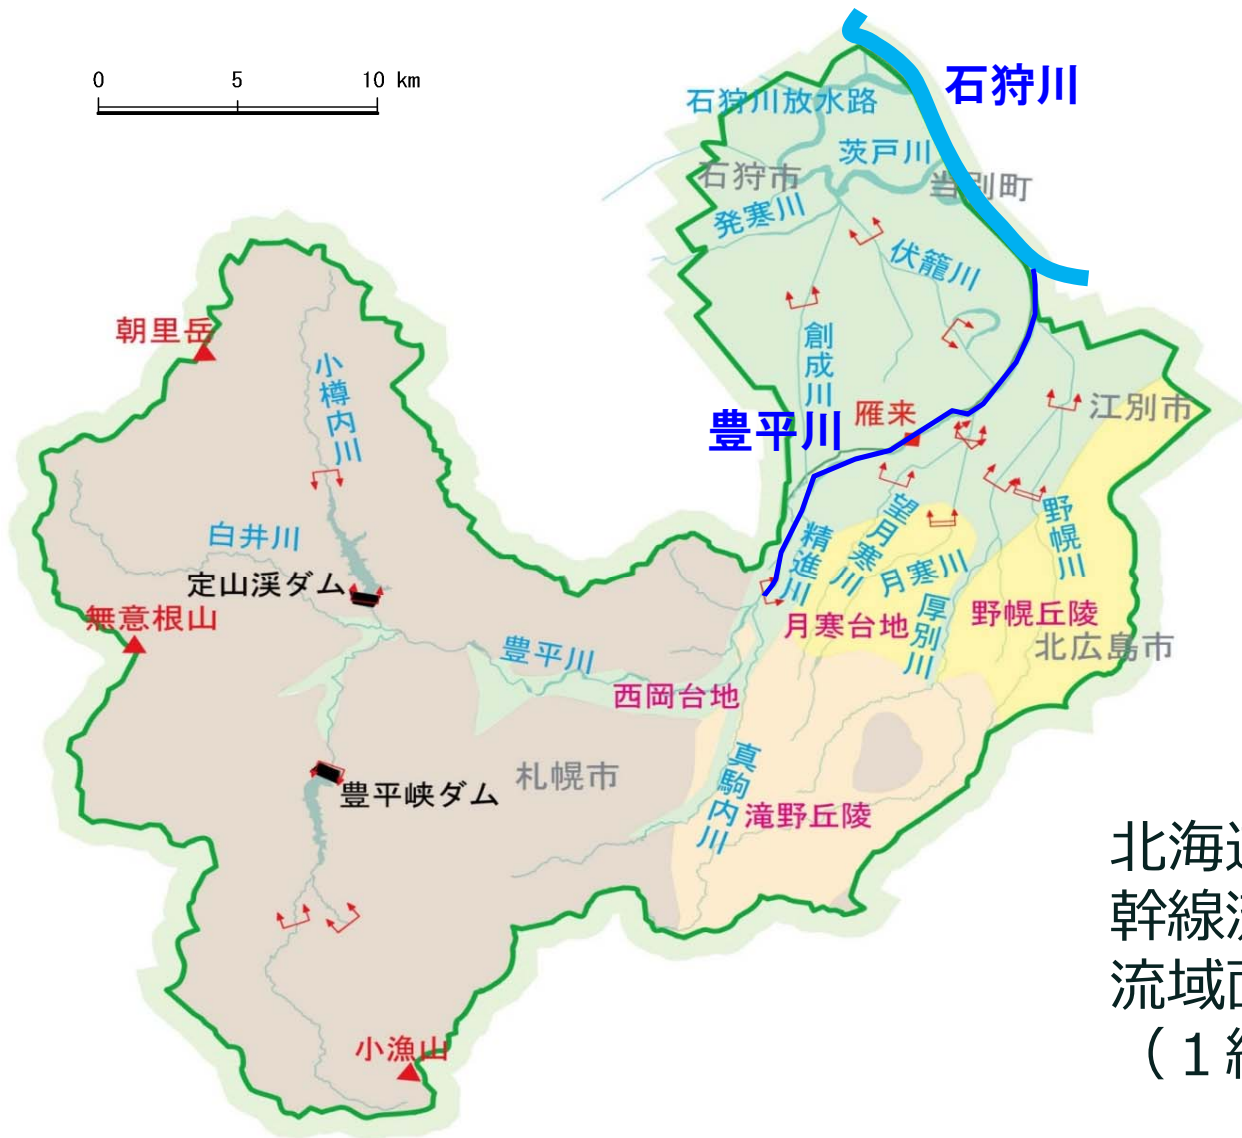 0 5 10 km
石狩川
石狩川放水路
茨戸川
石狩市
当別町
発寒川
伏籠川
朝里岳
小樽内川
創成川
豊平川
雁来
江別市
白井川
定山渓ダム
無意根山
精進川
望月寒川
月寒川
野幌川
月寒台地
厚別川
野幌丘陵
北広島市
豊平川
西岡台地
札幌市
豊平峡ダム
真駒内川
滝野丘陵
小漁山
北海
幹線
流域
（１